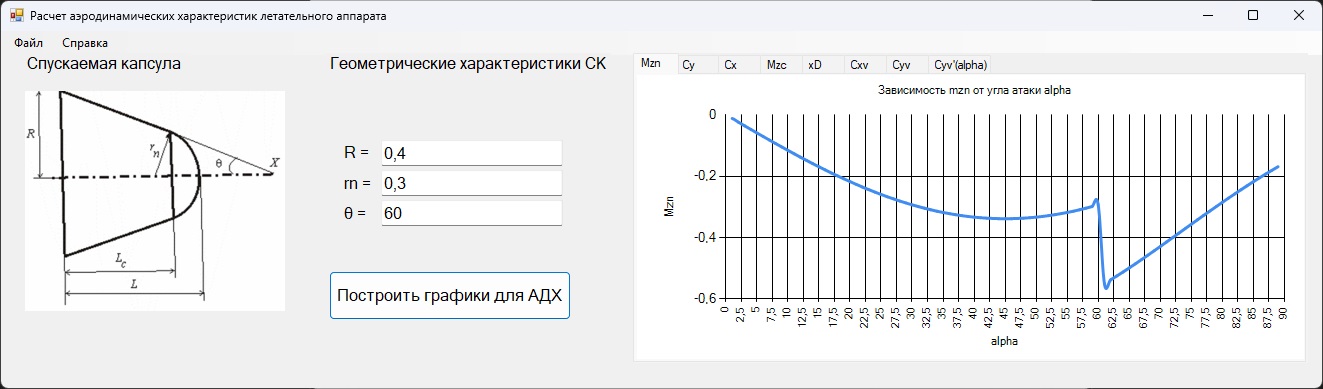 Расчет аэродинамических характеристик летательного аппарата
Файл Справка
Спускаемая капсула
R
rn
θ
X
Lc
L
Геометрические характеристики СК
R = 0,4
rn = 0,3
θ = 60
Построить графики для АДХ
Mzn Cy Cx Mzc xD Cxv Cyv Cyv'(alpha)
Зависимость mzn от угла атаки alpha
Mzn
0
-0,2
-0,4
-0,6
0 2,5 5 7,5 10 12,5 15 17,5 20 22,5 25 27,5 30 32,5 35 37,5 40 42,5 45 47,5 50 52,5 55 57,5 60 62,5 65 67,5 70 72,5 75 77,5 80 82,5 85 87,5 90
alpha